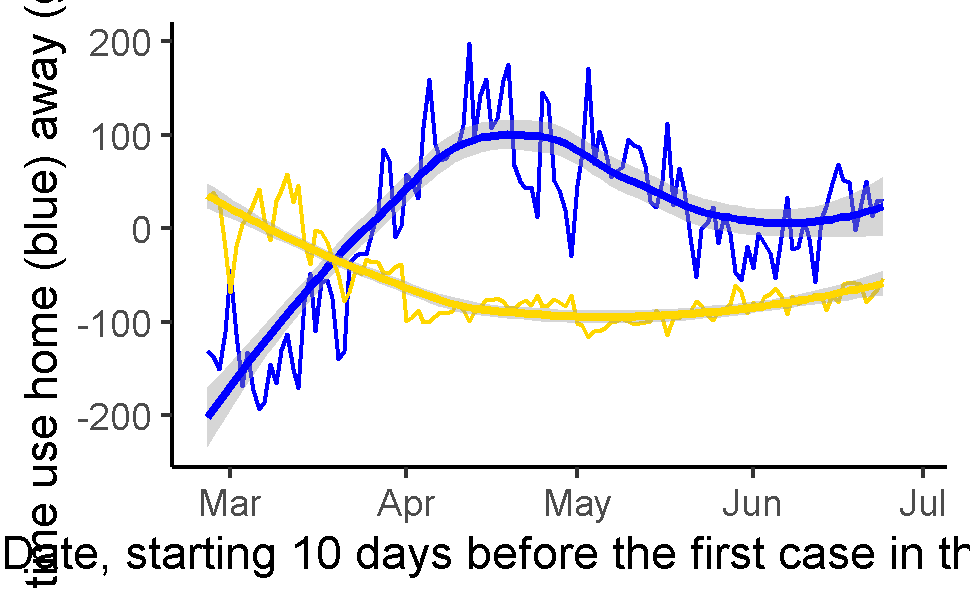 time use home (blue) away (
200
100
0
-100
-200
Mar Apr May Jun Jul
Date, starting 10 days before the first case in